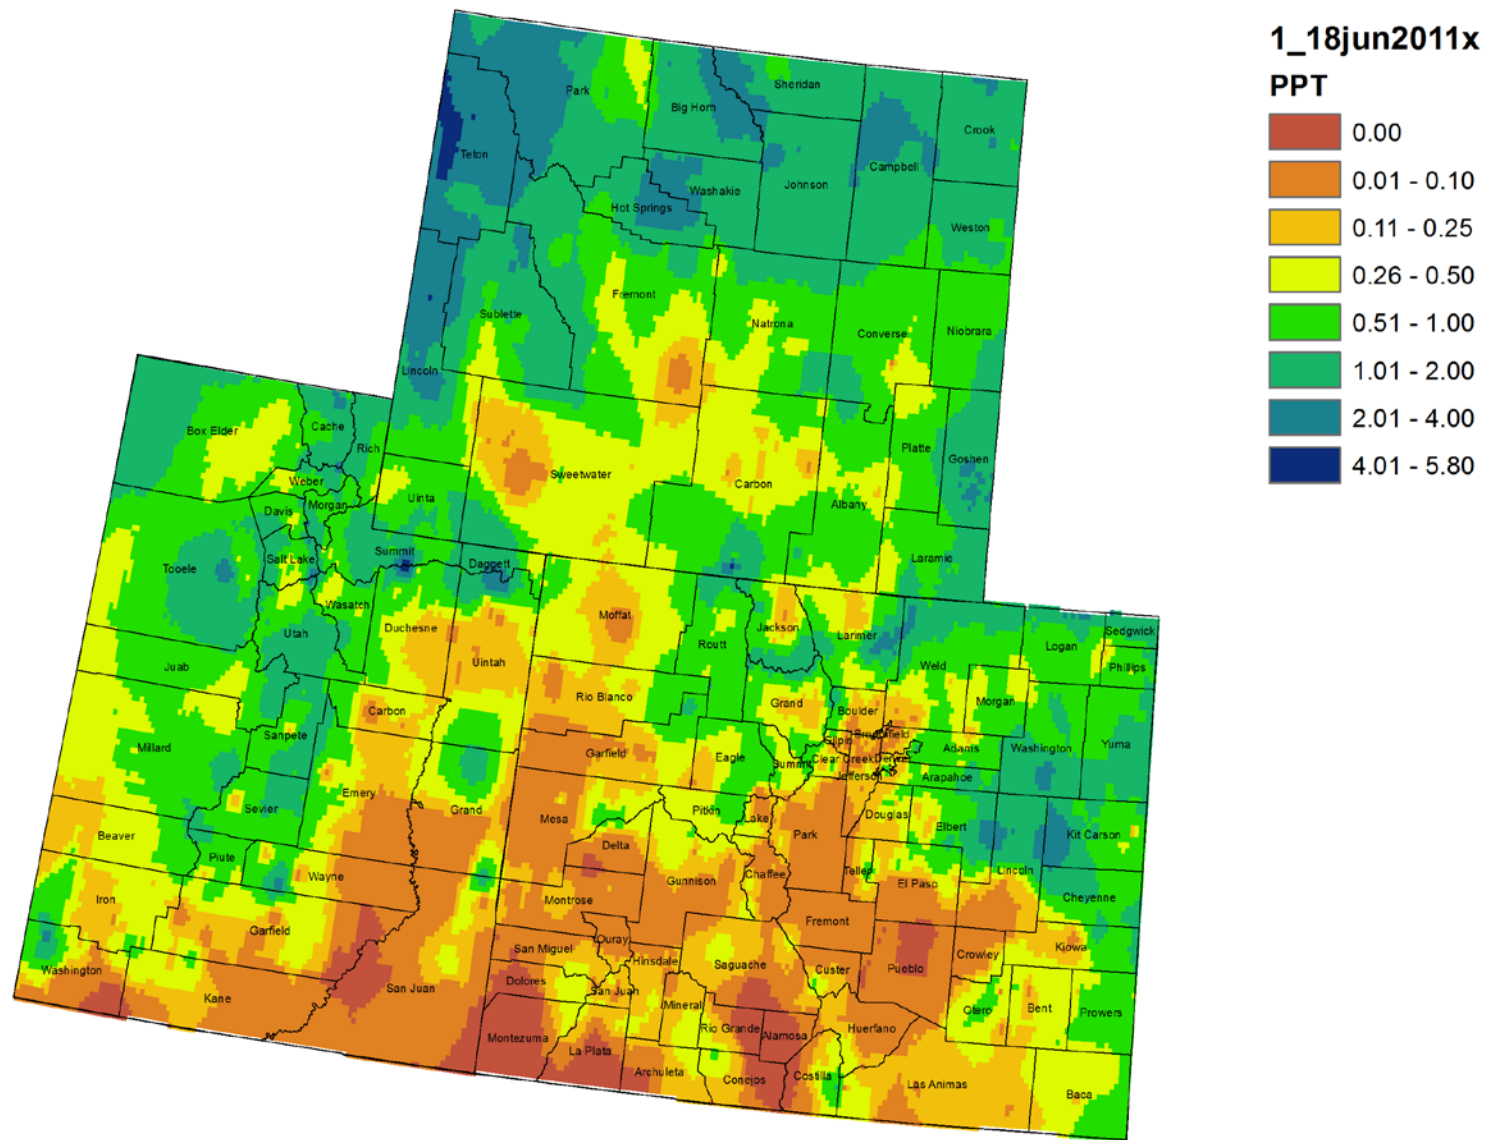 1_18jun2011x
PPT
0.00
0.01 - 0.10
0.11 - 0.25
0.26 - 0.50
0.51 - 1.00
1.01 - 2.00
2.01 - 4.00
4.01 - 5.80
Park
Sheridan
Big Horn
Crook
Teton
Campbell
Washakie
Johnson
Hot Springs
Weston
Fremont
Sublette
Natrona
Converse
Niobrara
Lincoln
Box Elder
Cache
Rich
Platte
Goshen
Weber
Sweetwater
Carbon
Uinta
Albany
Davis
Morgan
Salt Lake
Summit
Daggett
Laramie
Tooele
Wasatch
Duchesne
Moffat
Jackson
Larimer
Sedgwick
Utah
Uintah
Routt
Weld
Logan
Phillips
Juab
Rio Blanco
Grand
Morgan
Carbon
Boulder
Sanpete
Millard
Garfield
Eagle
Summit
Gilpin
Broomfield
Clear Creek
Denver
Adams
Washington
Yuma
Jefferson
Arapahoe
Emery
Sevier
Grand
Mesa
Pitkin
Lake
Park
Douglas
Elbert
Kit Carson
Beaver
Delta
Piute
Wayne
Gunnison
Chaffee
Teller
El Paso
Lincoln
Cheyenne
Iron
Montrose
Garfield
Fremont
Ouray
San Miguel
Hinsdale
Saguache
Custer
Pueblo
Crowley
Kiowa
Washington
Kane
San Juan
Dolores
San Juan
Mineral
Otero
Bent
Prowers
Montezuma
La Plata
Rio Grande
Alamosa
Huerfano
Archuleta
Conejos
Costilla
Las Animas
Baca